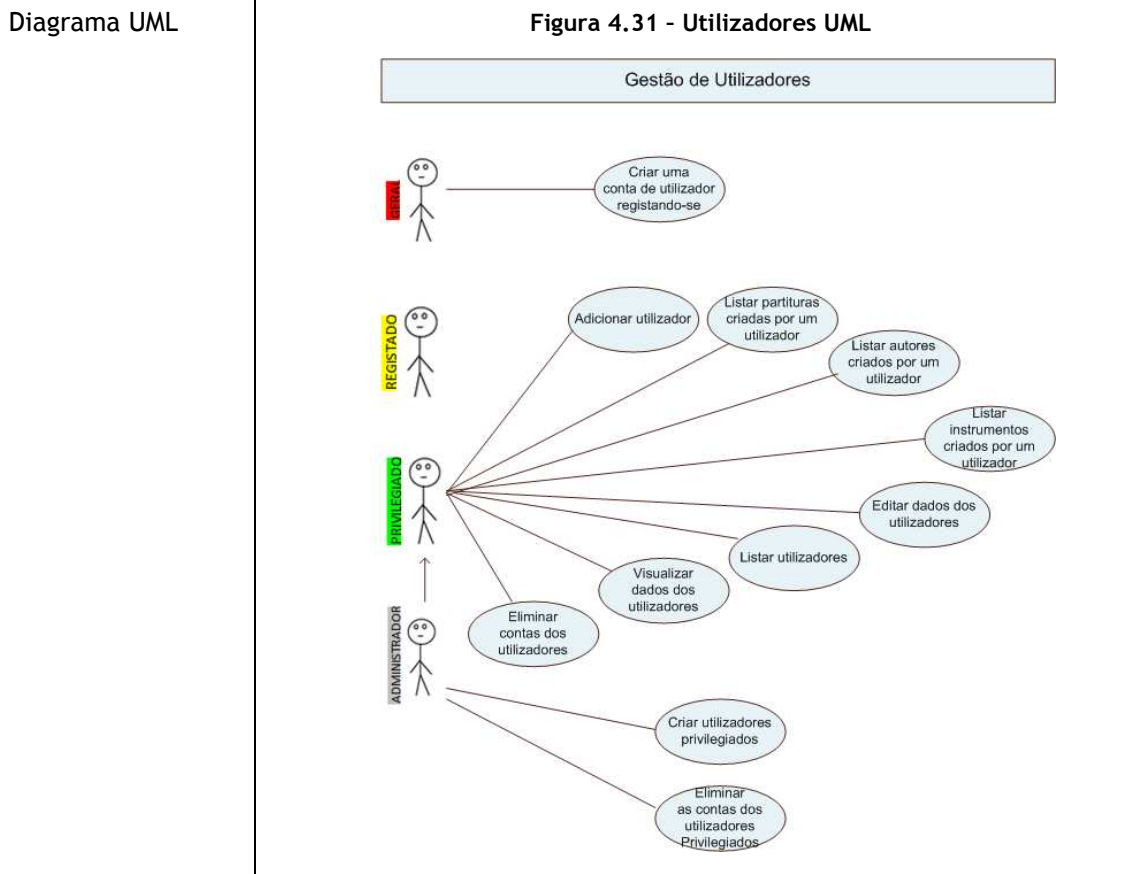 Diagrama UML
Figura 4.31 – Utilizadores UML
Gestão de Utilizadores
GERAL
Criar uma
conta de utilizador
registando-se
REGISTADO
Adicionar utilizador
Listar partituras
criadas por um
utilizador
Listar autores
criados por um
utilizador
Listar
instrumentos
criados por um
utilizador
PRIVILEGIADO
Editar dados dos
utilizadores
Listar utilizadores
Visualizar
dados dos
utilizadores
Eliminar
contas dos
utilizadores
ADMINISTRADOR
Criar utilizadores
privilegiados
Eliminar
as contas dos
utilizadores
Privilegiados